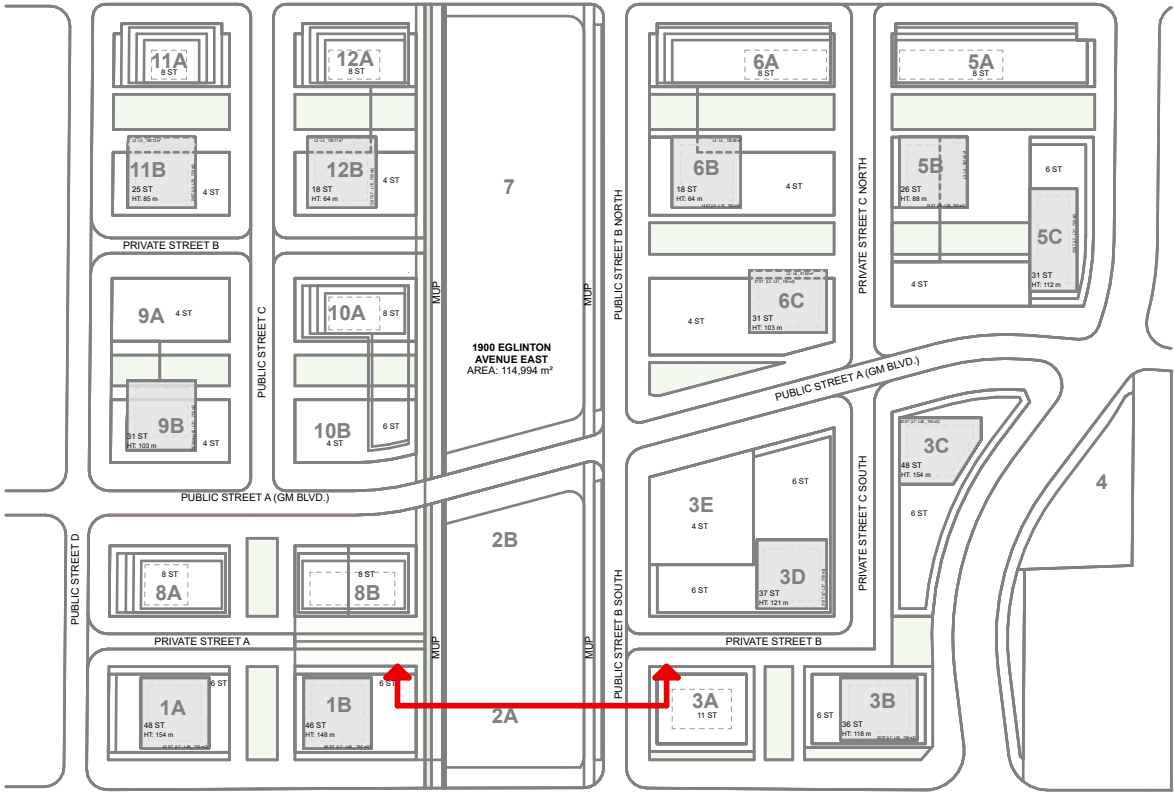 11A
8 ST
12A
8 ST
6A
8 ST
5A
8 ST
11B
25 ST
HT: 85 m
4 ST
12B
18 ST
HT: 64 m
4 ST
7
6B
18 ST
HT: 64 m
4 ST
5B
26 ST
HT: 88 m
6 ST
5C
31 ST
HT: 112 m
4 ST
PRIVATE STREET B
PUBLIC STREET C
MUP
MUP
PUBLIC STREET B NORTH
PRIVATE STREET C NORTH
9A
4 ST
10A
8 ST
6C
31 ST
HT: 103 m
4 ST
1900 EGLINTON
AVENUE EAST
AREA: 114,994 m²
PUBLIC STREET A (GM BLVD.)
9B
31 ST
HT: 103 m
4 ST
10B
4 ST
6 ST
3C
48 ST
HT: 154 m
6 ST
4
PUBLIC STREET A (GM BLVD.)
3E
4 ST
6 ST
PRIVATE STREET C SOUTH
2B
PUBLIC STREET D
8 ST
8A
8 ST
8B
6 ST
3D
37 ST
HT: 121 m
PRIVATE STREET A
MUP
MUP
PUBLIC STREET B SOUTH
PRIVATE STREET B
1A
6 ST
48 ST
HT: 154 m
1B
6 ST
46 ST
HT: 148 m
2A
3A
11 ST
6 ST
3B
36 ST
HT: 118 m